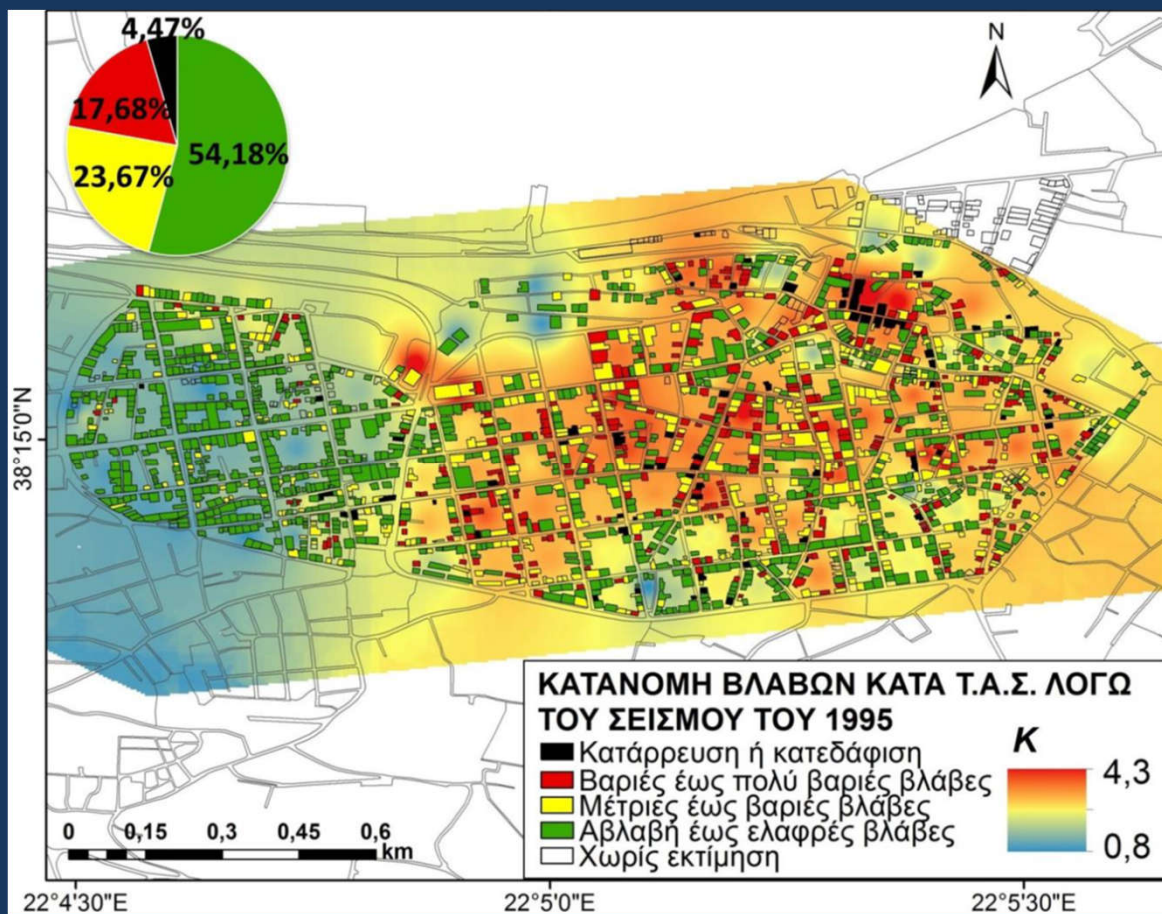 4,47%
17,68%
54,18%
23,67%
N
38°15'0"N
ΚΑΤΑΝΟΜΗ ΒΛΑΒΩΝ ΚΑΤΑ Τ.Α.Σ. ΛΟΓΩ
ΤΟΥ ΣΕΙΣΜΟΥ ΤΟΥ 1995
Κατάρρευση ή κατεδάφιση
Βαριές έως πολύ βαριές βλάβες
Μέτριές έως βαριές βλάβες
Αβλαβή έως ελαφρές βλάβες
Χωρίς εκτίμηση
K
4,3
0,8
0 0,15 0,3 0,45 0,6
km
22°4'30"E 22°5'0"E 22°5'30"E